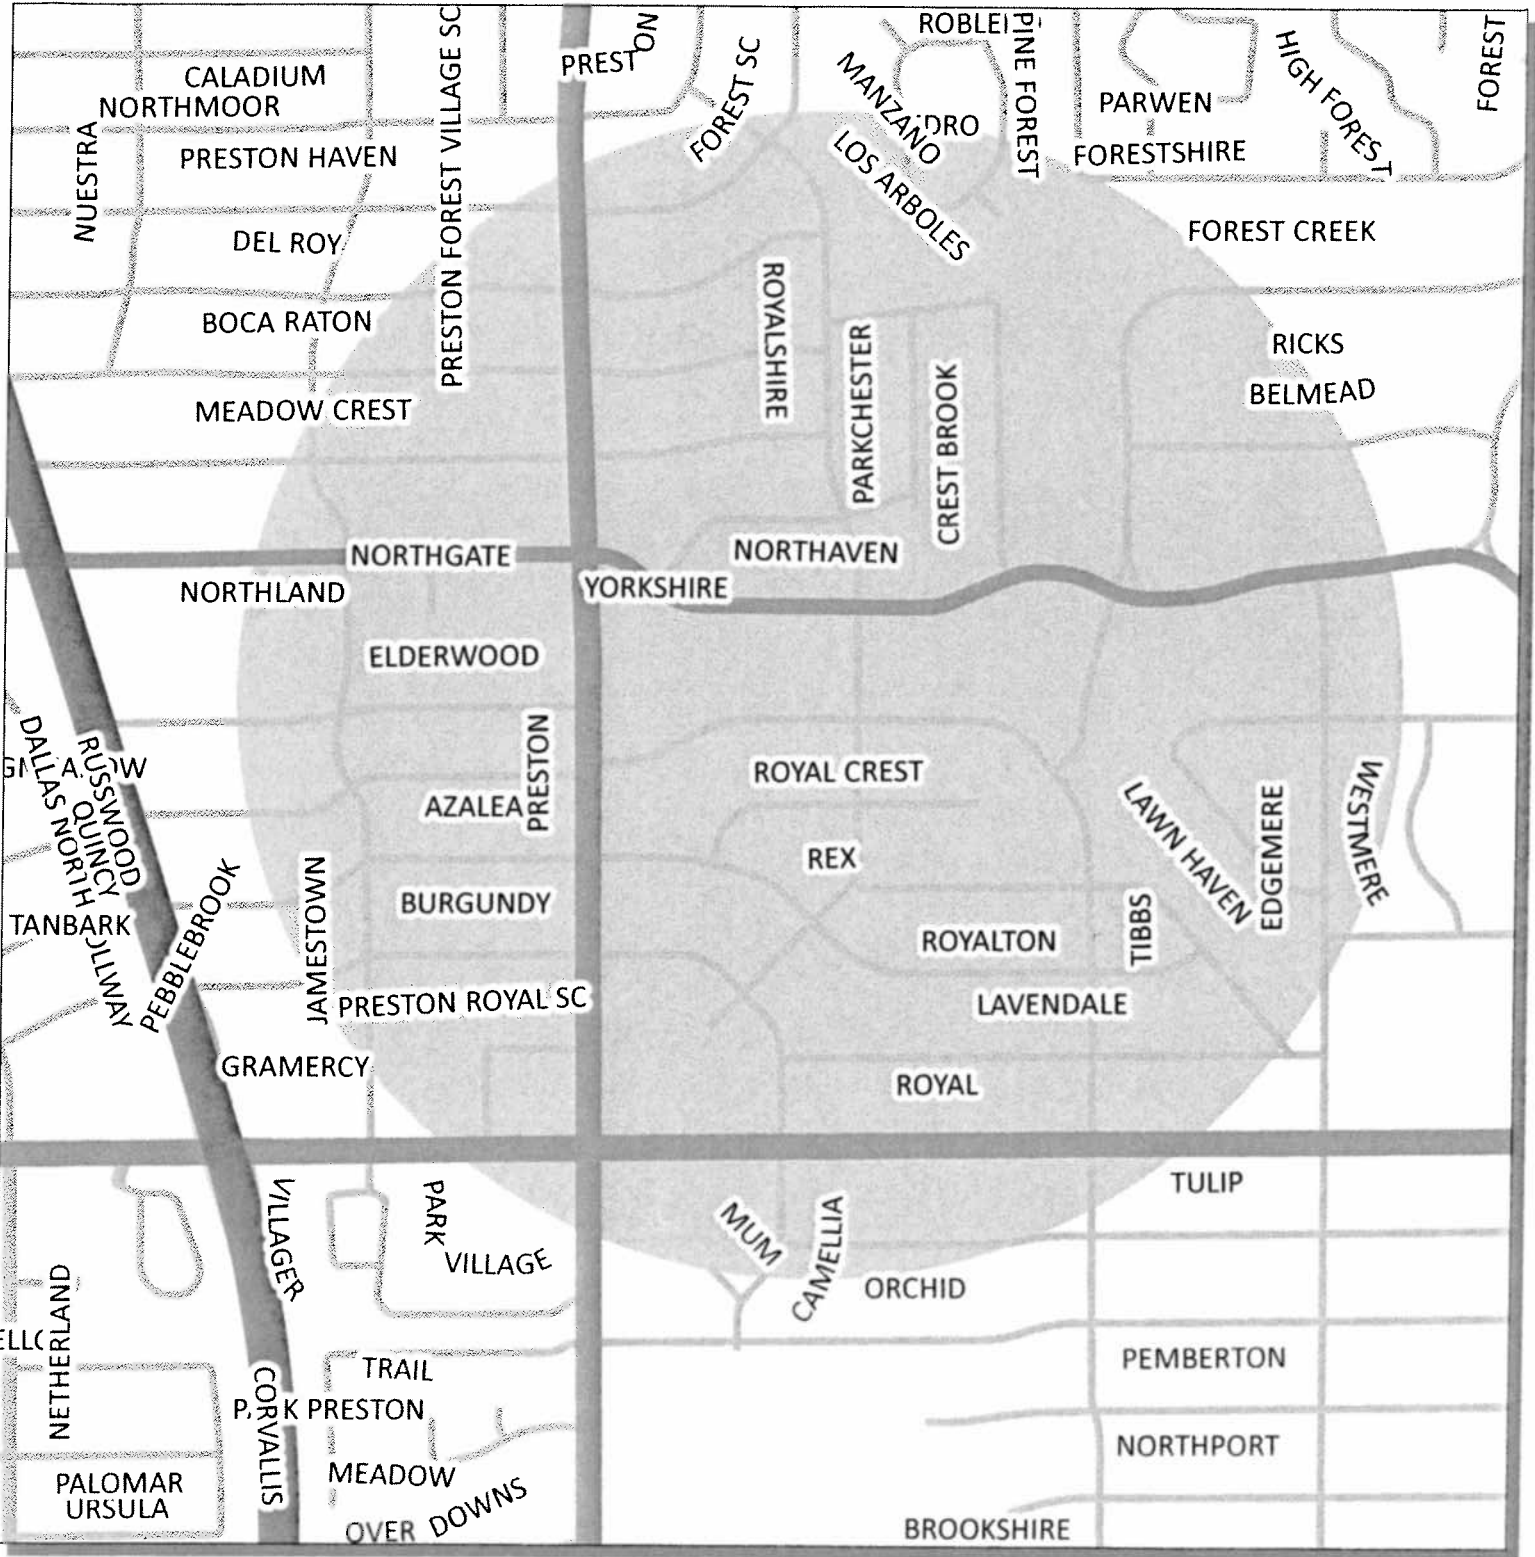 PRESTON
ROBLE
PINE FOREST
FOREST
CALADIUM
NORTHMOOR
PRESTON FOREST VILLAGE SC
FOREST SC
MANZANO
HIGH FOREST
PARWEN
NUESTRA
PRESTON HAVEN
LOS ARBOLES
FORESTSHIRE
DEL ROY
FOREST CREEK
BOCA RATON
ROYALSHIRE
PARKCHESTER
CREST BROOK
RICKS
BELMEAD
MEADOW CREST
NORTHGATE
NORTHAVEN
NORTHLAND
YORKSHIRE
ELDERWOOD
PRESTON
ROYAL CREST
AZALEA
LAWN HAVEN
EDGEMERE
WESTMERE
RUSSWOOD
QUINCY
DALLAS NORTH
PEBBLEBROOK
REX
JAMESTOWN
BURGUNDY
TANBARK
ROYALTON
TIBBS
PRESTON ROYAL SC
LAVENDALE
GRAMERCY
ROYAL
VILLAGER
PARK
VILLAGE
MUM
CAMELLIA
TULIP
ORCHID
NETHERLAND
TRAIL
PEMBERTON
CORVALLIS
PRESTON
NORTHPORT
MEADOW
PALOMAR
URSULA
OVER DOWNS
BROOKSHIRE